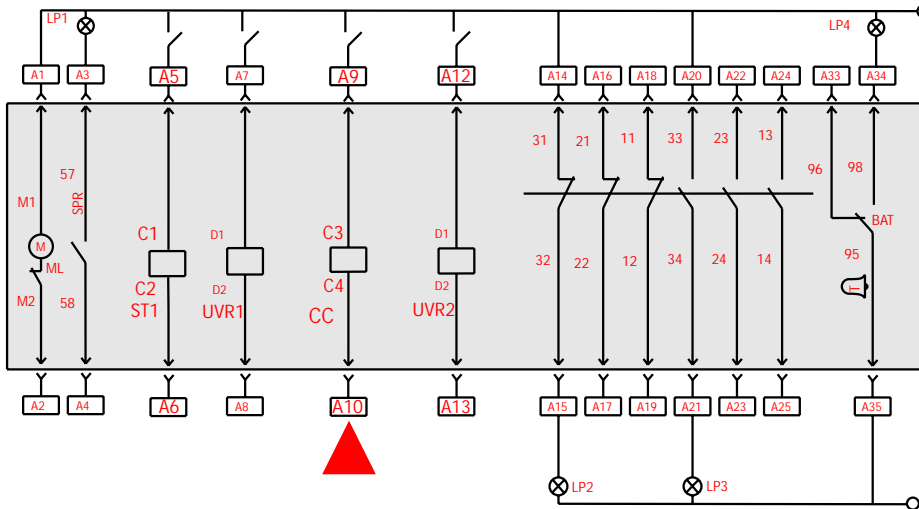 LP1
LP4
A1
A3
A5
A7
A9
A12
A14
A16
A18
A20
A22
A24
A33
A34
31
21
11
33
23
13
96
98
57
SPR
M1
C1
D1
C3
D1
BAT
M
ML
C2
D2
C4
D2
32
22
12
34
24
14
95
M2
58
ST1
UVR1
CC
UVR2
T
A2
A4
A6
A8
A10
A13
A15
A17
A19
A21
A23
A25
A35
LP2
LP3